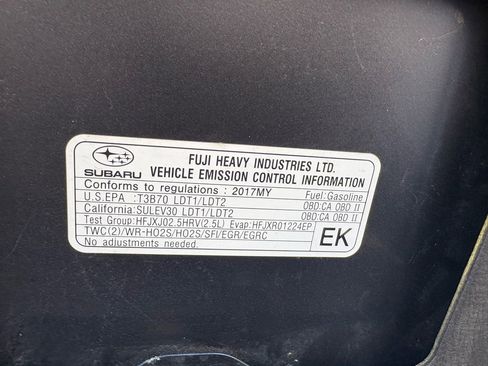 SUBARU
FUJI HEAVY INDUSTRIES LTD.
VEHICLE EMISSION CONTROL INFORMATION
Conforms to regulations : 2017MY Fuel:Gasoline
U.S.EPA :T3B70 LDT1/LDT2 OBD:CA OBD II
California:SULEV30 LDT1/LDT2 OBD:CA OBD II
Test Group:HFJXJ02.5HRV(2.5L) Evap:HFJXR01224EP
TWC(2)/WR-HO2S/HO2S/SFI/EGR/EGRC
No adjustments needed.
EK